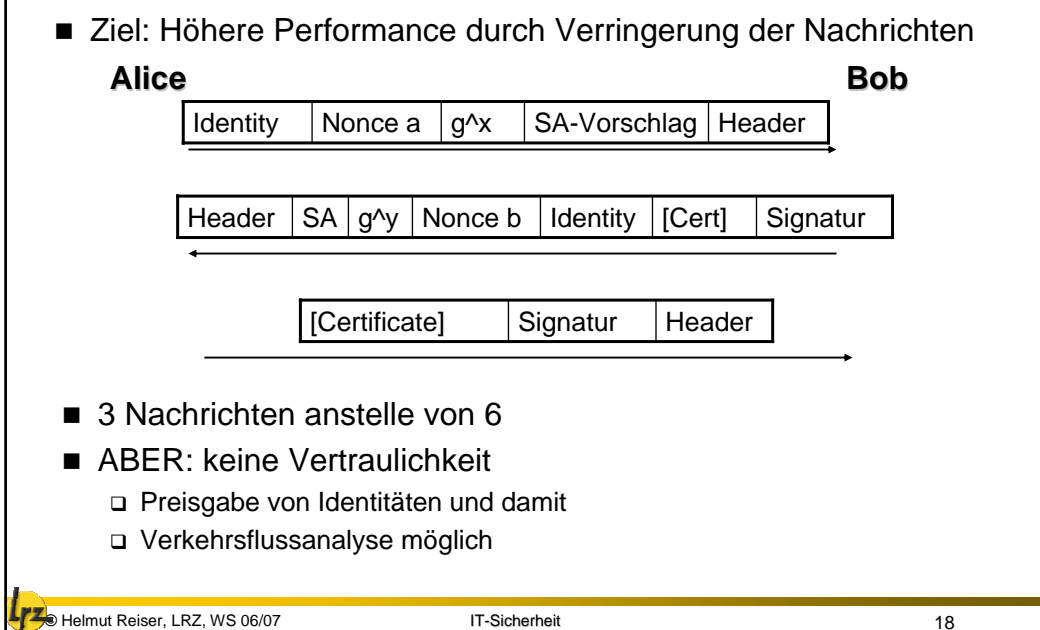 ■ Ziel: Höhere Performance durch Verringerung der Nachrichten
Alice Bob
Identity Nonce a g^x SA-Vorschlag Header
Header SA g^y Nonce b Identity [Cert] Signatur
[Certificate] Signatur Header
■ 3 Nachrichten anstelle von 6
■ ABER: keine Vertraulichkeit
❑ Preisgabe von Identitäten und damit
❑ Verkehrsflussanalyse möglich
lrz © Helmut Reiser, LRZ, WS 06/07 IT-Sicherheit 18